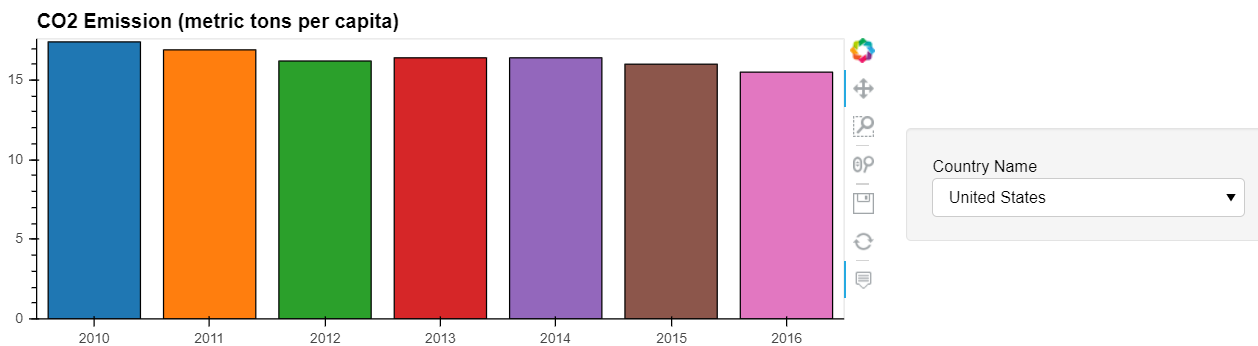 CO2 Emission (metric tons per capita)
15
10
5
0
2010 2011 2012 2013 2014 2015 2016
Country Name
United States